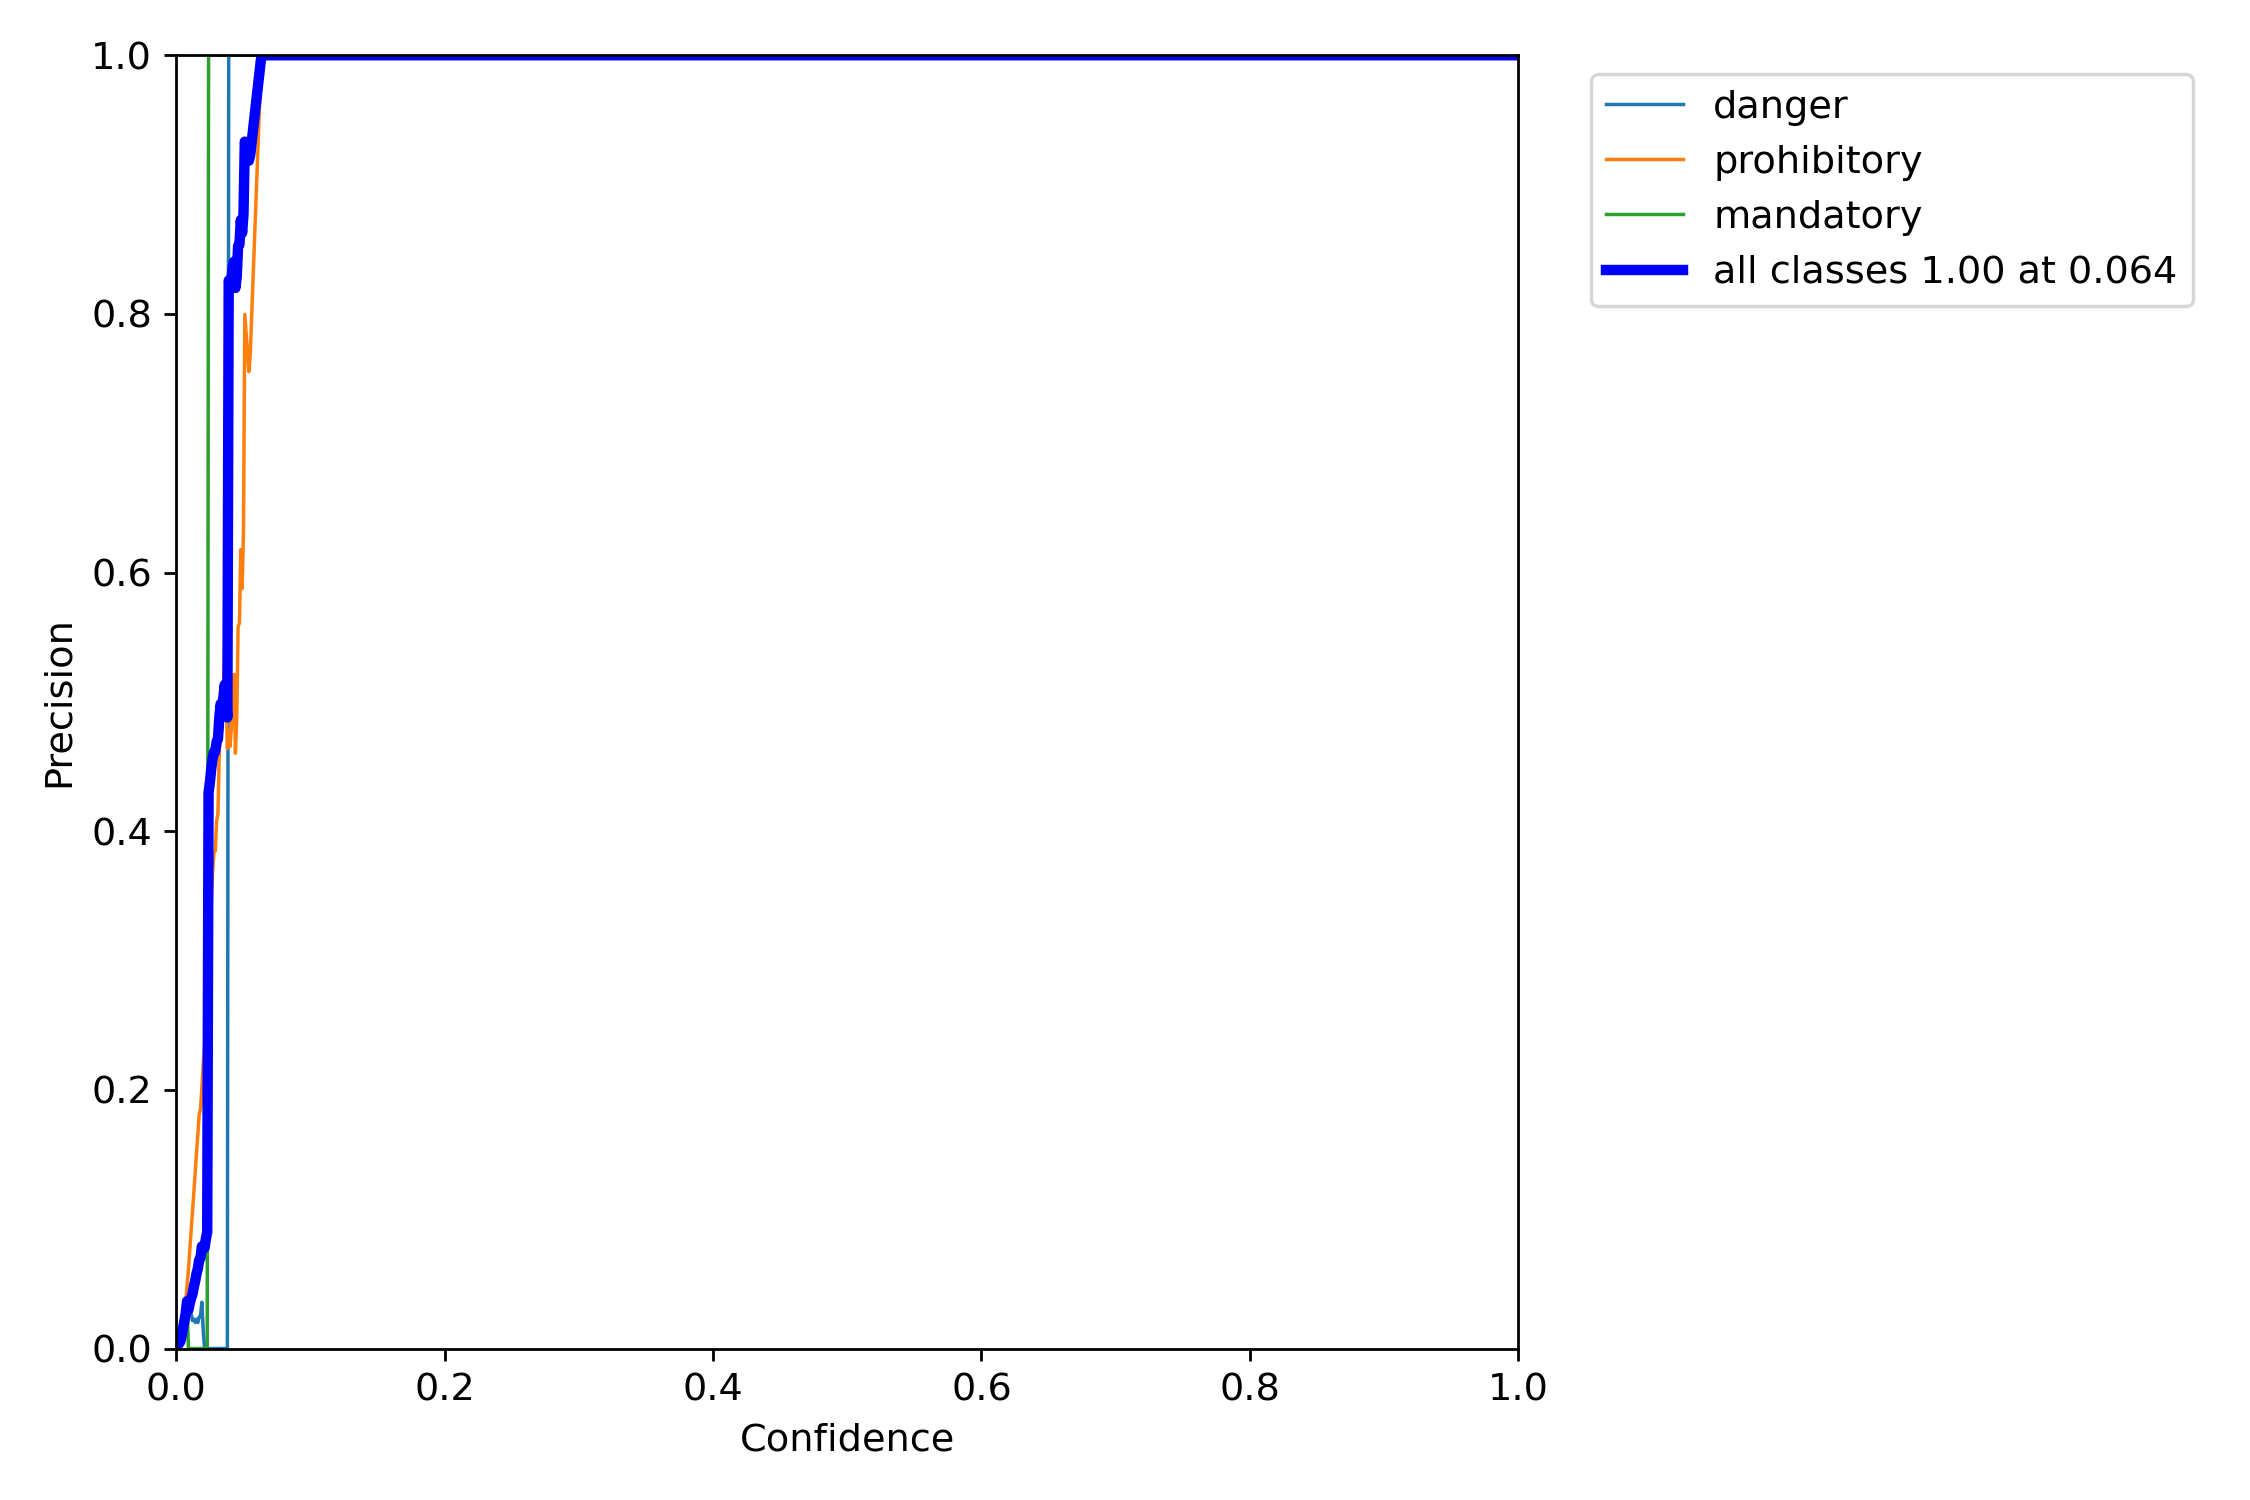 1.0
0.8
0.6
0.4
0.2
0.0
Precision
0.0 0.2 0.4 0.6 0.8 1.0
Confidence
danger
prohibitory
mandatory
all classes 1.00 at 0.064